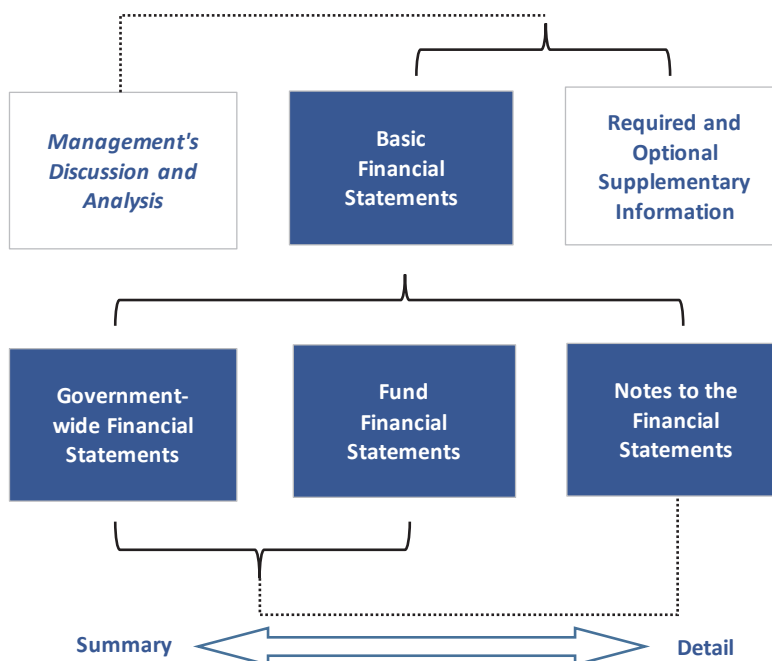 Management's
Discussion and
Analysis
Basic
Financial
Statements
Required and
Optional
Supplementary
Information
Government-
wide Financial
Statements
Fund
Financial
Statements
Notes to the
Financial
Statements
Summary
Detail